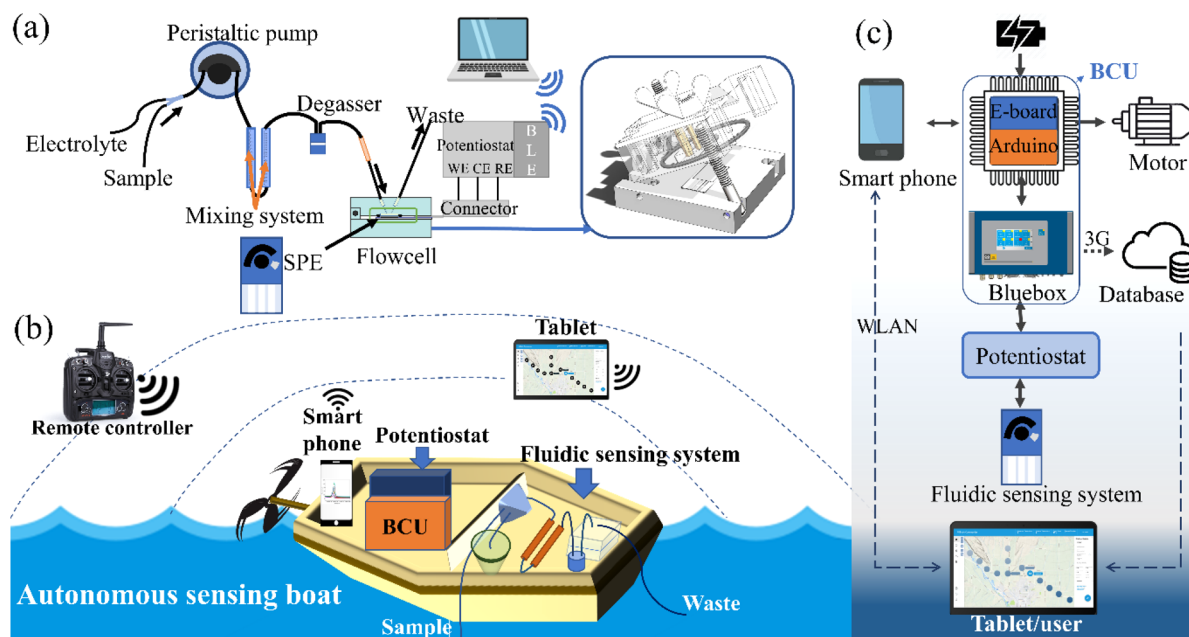 (a)
Peristaltic pump
Electrolyte
Sample
Mixing system
Degasser
Waste
Potentiostat
BLE
WE CE RE
Connector
SPE
Flowcell
(b)
Remote controller
Tablet
Smart
phone
Potentiostat
Fluidic sensing system
BCU
Autonomous sensing boat
Sample
Waste
(c)
BCU
E-board
Arduino
Smart phone
Motor
3G
Bluebox
Database
WLAN
Potentiostat
Fluidic sensing system
Tablet/user